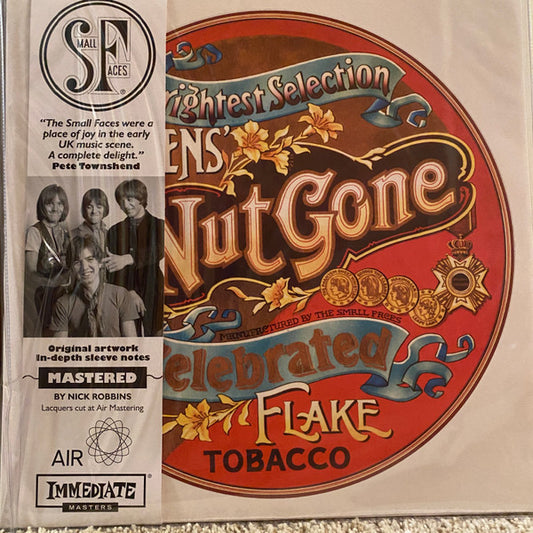 SMALL
FACES
SF
"The Small Faces were a
place of joy in the early
UK music scene.
A complete delight."
Pete Townshend
Original artwork
In-depth sleeve notes
MASTERED
BY NICK ROBBINS
Lacquers cut at Air Mastering
AIR
IMMEDIATE
MASTERS
ightest Selection
ENS'
Nut Gone
MANUFACTURED BY THE SMALL FACES
elebrated
FLAKE
TOBACCO